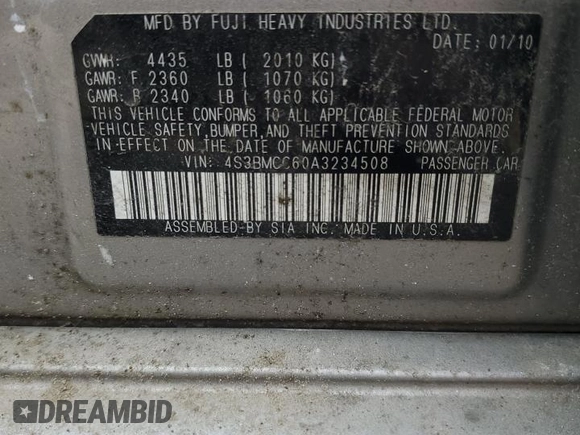 MFD BY FUJI HEAVY INDUSTRIES LTD.
DATE: 01/10
GVWR: 4435 LB ( 2010 KG)
GAWR: F 2360 LB ( 1070 KG)
GAWR: R 2340 LB ( 1060 KG)
THIS VEHICLE CONFORMS TO ALL APPLICABLE FEDERAL MOTOR
VEHICLE SAFETY, BUMPER, AND THEFT PREVENTION STANDARDS
IN EFFECT ON THE DATE OF MANUFACTURE SHOWN ABOVE.
VIN: 4S3BMCC60A3234508 PASSENGER CAR
ASSEMBLED BY SIA INC. MADE IN U.S.A.
DREAMBID